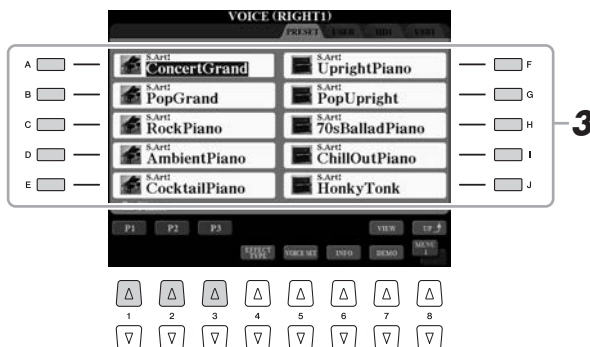 VOICE (RIGHT1)
PRESET USER HD1 USB1
A S.Art! ConcertGrand S.Art! UprightPiano F
B S.Art! PopGrand S.Art! PopUpright G
C S.Art! RockPiano S.Art! 70sBalladPiano H
D S.Art! AmbientPiano S.Art! ChillOutPiano I
E S.Art! CocktailPiano S.Art! HonkyTonk J
3
P1 P2 P3 VIEW UP
EFFECT TYPE VOICE SET INFO DEMO MENU 1
1 2 3 4 5 6 7 8